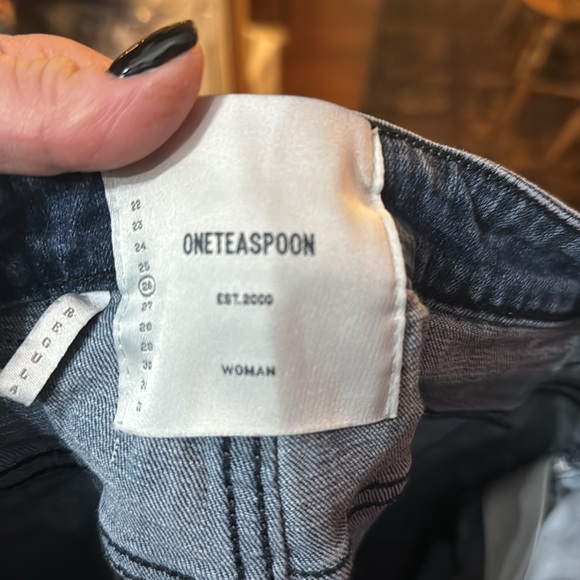 22
23
24
25
26
27
28
29
30
ONETEASPOON
EST.2000
WOMAN
REGULA